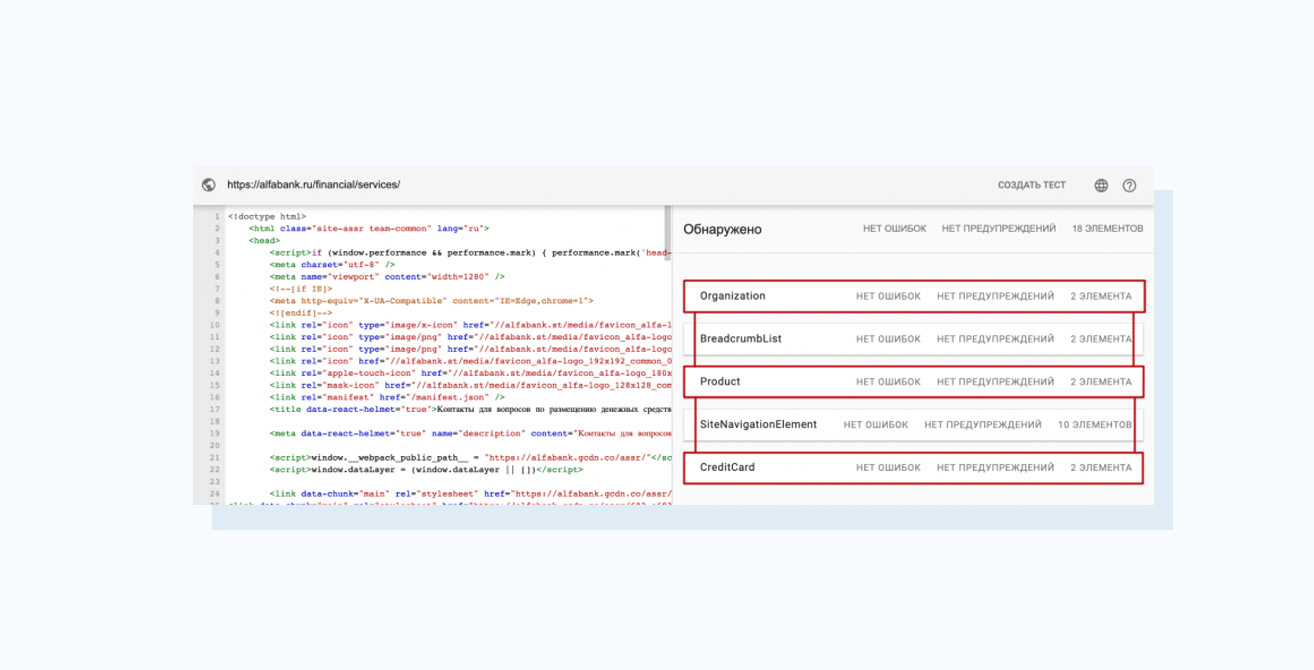 https://alfabank.ru/financial/services/
СОЗДАТЬ ТЕСТ
1 <!doctype html>
2 <html class="site-assr team-common" lang="ru">
3 <head>
4 <script>if (window.performance && performance.mark) { performance.mark('head-
5 <meta charset="utf-8" />
6 <meta name="viewport" content="width=1280" />
7 <!--[if IE]>
8 <meta http-equiv="X-UA-Compatible" content="IE=Edge,chrome=1">
9 <![endif]-->
10 <link rel="icon" type="image/x-icon" href="//alfabank.st/media/favicon_alfa-l
11 <link rel="icon" type="image/png" href="//alfabank.st/media/favicon_alfa-logo
12 <link rel="icon" type="image/png" href="//alfabank.st/media/favicon_alfa-logo
13 <link rel="icon" href="//alfabank.st/media/favicon_alfa-logo_192x192_common_0
14 <link rel="apple-touch-icon" href="//alfabank.st/media/favicon_alfa-logo_180x
15 <link rel="mask-icon" href="//alfabank.st/media/favicon_alfa-logo_128x128_com
16 <link rel="manifest" href="/manifest.json" />
17 <title data-react-helmet="true">Контакты для вопросов по размещению денежных средств
18
19 <meta data-react-helmet="true" name="description" content="Контакты для вопросов
20
21 <script>window.__webpack_public_path__ = "https://alfabank.gcdn.co/assr/"</sc
22 <script>window.dataLayer = (window.dataLayer || [])</script>
23
24 <link data-chunk="main" rel="stylesheet" href="https://alfabank.gcdn.co/assr/
Обнаружено НЕТ ОШИБОК НЕТ ПРЕДУПРЕЖДЕНИЙ 18 ЭЛЕМЕНТОВ
Organization НЕТ ОШИБОК НЕТ ПРЕДУПРЕЖДЕНИЙ 2 ЭЛЕМЕНТА
BreadcrumbList НЕТ ОШИБОК НЕТ ПРЕДУПРЕЖДЕНИЙ 2 ЭЛЕМЕНТА
Product НЕТ ОШИБОК НЕТ ПРЕДУПРЕЖДЕНИЙ 2 ЭЛЕМЕНТА
SiteNavigationElement НЕТ ОШИБОК НЕТ ПРЕДУПРЕЖДЕНИЙ 10 ЭЛЕМЕНТОВ
CreditCard НЕТ ОШИБОК НЕТ ПРЕДУПРЕЖДЕНИЙ 2 ЭЛЕМЕНТА